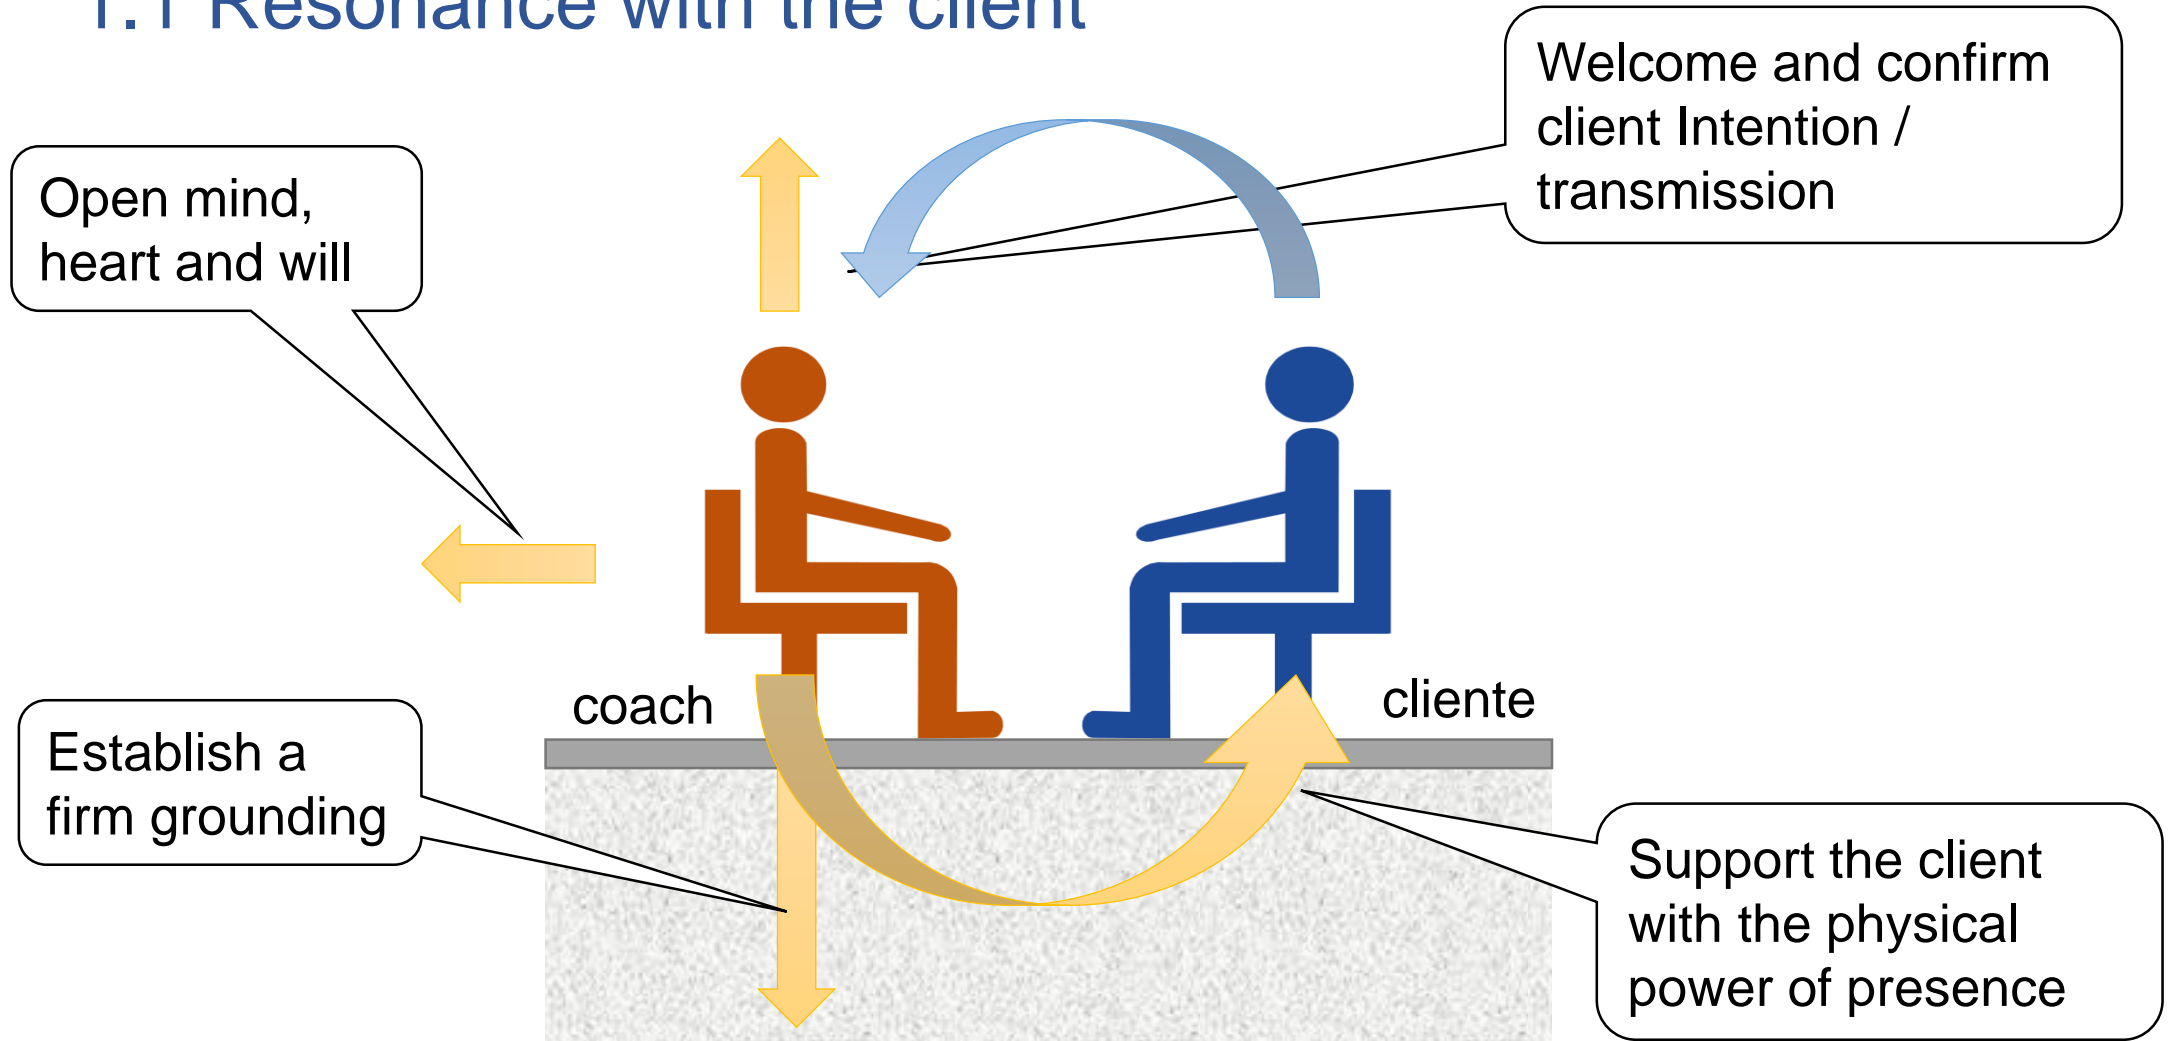 1.1 Resonance with the client
Welcome and confirm
client Intention /
transmission
Open mind,
heart and will
coach
cliente
Establish a
firm grounding
Support the client
with the physical
power of presence